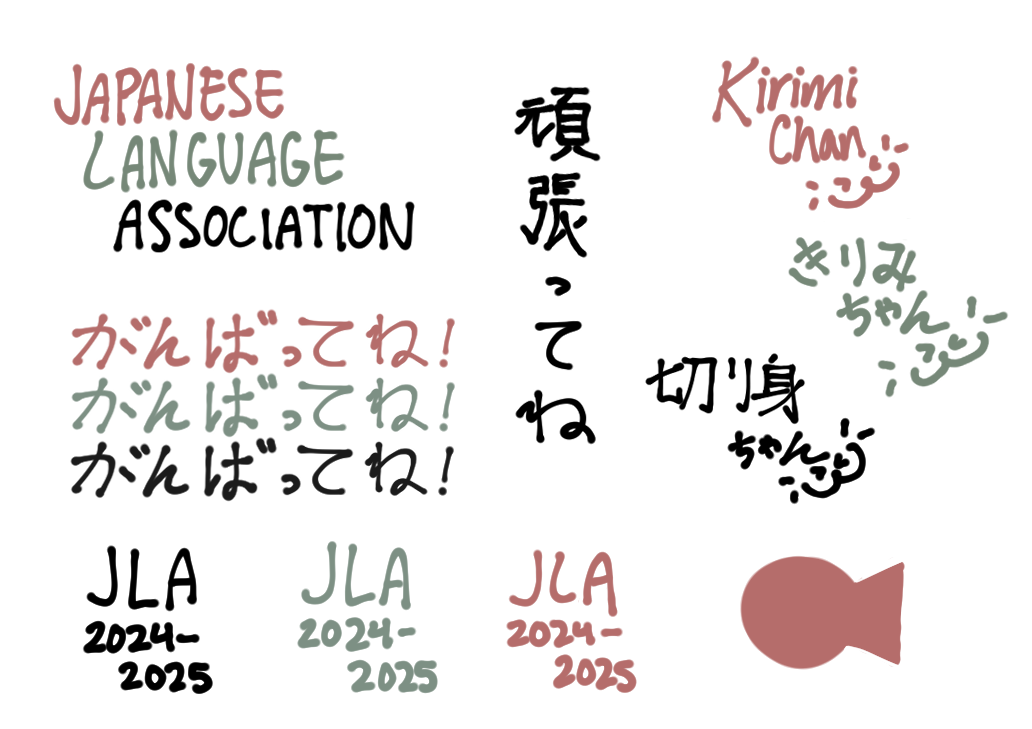 JAPANESE
LANGUAGE
ASSOCIATION
がんばってね!
がんばってね!
がんばってね!
頑張ってね
Kirimi
Chan
きりみ
ちゃん
切り身
ちゃん
JLA
2024-
2025
JLA
2024-
2025
JLA
2024-
2025